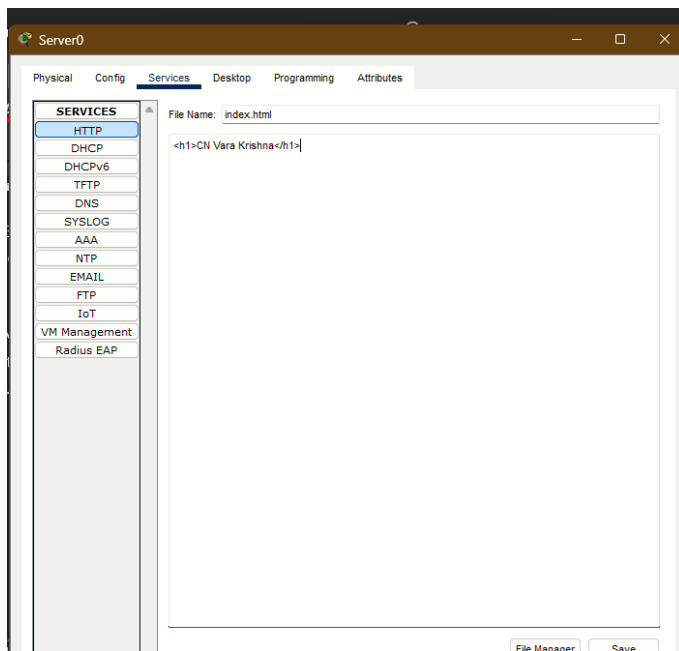 Server0
Physical Config Services Desktop Programming Attributes
SERVICES
HTTP
DHCP
DHCPv6
TFTP
DNS
SYSLOG
AAA
NTP
EMAIL
FTP
IoT
VM Management
Radius EAP
File Name: index.html
<h1>CN Vara Krishna</h1>
File Manager Save